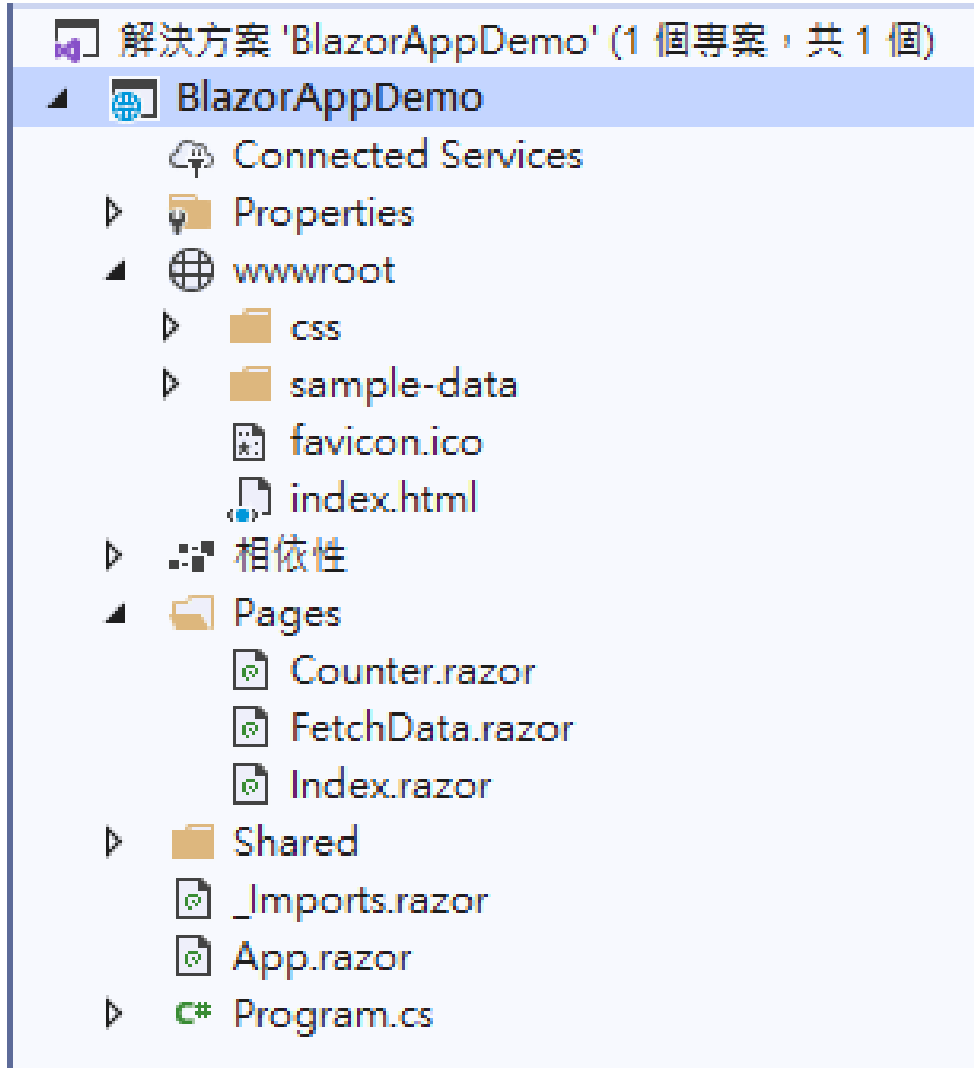 解決方案 'BlazorAppDemo' (1 個專案，共 1 個)
BlazorAppDemo
Connected Services
Properties
wwwroot
css
sample-data
favicon.ico
index.html
相依性
Pages
Counter.razor
FetchData.razor
Index.razor
Shared
_Imports.razor
App.razor
C# Program.cs